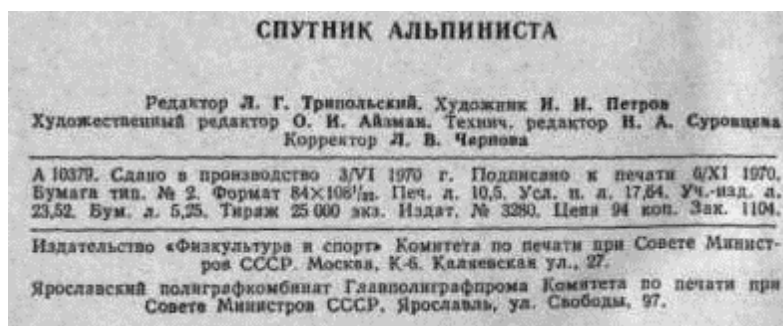 СПУТНИК АЛЬПИНИСТА
Редактор Л. Г. Трипольский. Художник И. И. Петров
Художественный редактор О. И. Айзман. Технич. редактор Н. А. Суровцева
Корректор Л. В. Чернова
А 10379. Сдано в производство 3/VI 1970 г. Подписано к печати 6/XI 1970.
Бумага тип. № 2. Формат 84×108¹/₃₂. Печ. л. 10,5. Усл. п. л. 17,64. Уч.-изд. л.
23,52. Бум. л. 5,25. Тираж 25 000 экз. Издат. № 3280. Цена 94 коп. Зак. 1104.
Издательство «Физкультура и спорт» Комитета по печати при Совете Минист-
ров СССР. Москва, К-6. Каляевская ул., 27.
Ярославский полиграфкомбинат Главполиграфпрома Комитета по печати при
Совете Министров СССР. Ярославль, ул. Свободы, 97.